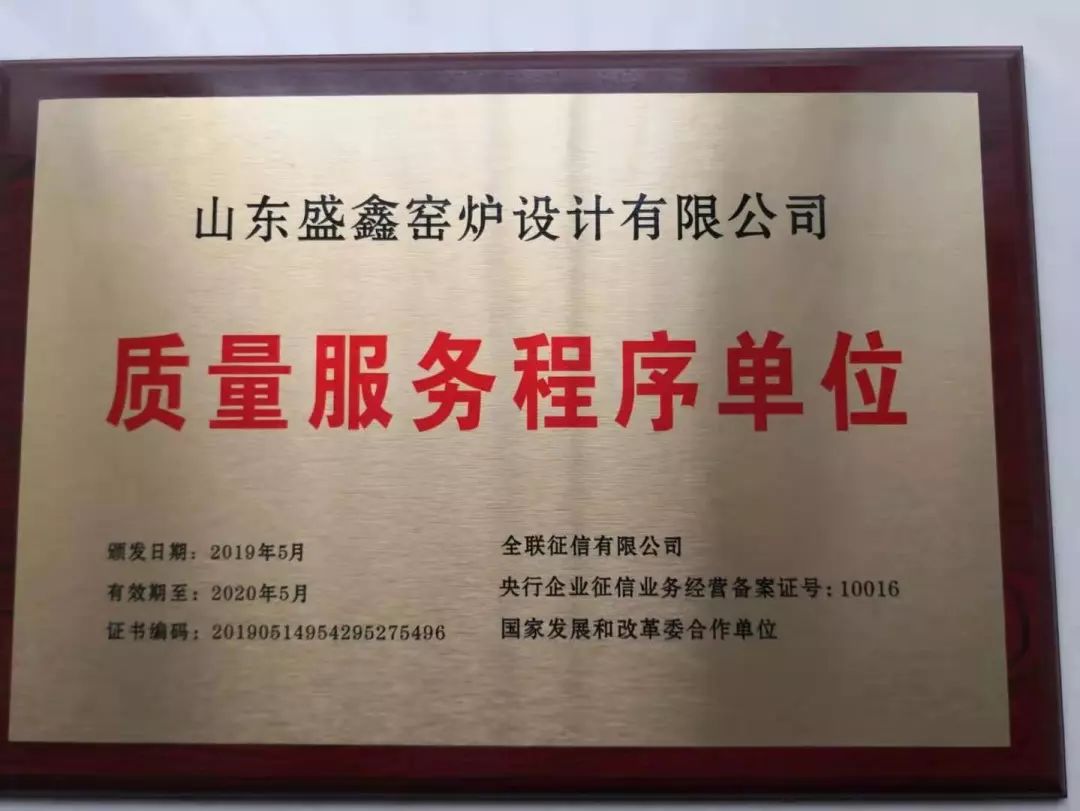 山东盛鑫窑炉设计有限公司
质量服务程序单位
颁发日期：2019年5月
有效期至：2020年5月
证书编码：20190514954295275496
全联征信有限公司
央行企业征信业务经营备案证号：10016
国家发展和改革委合作单位